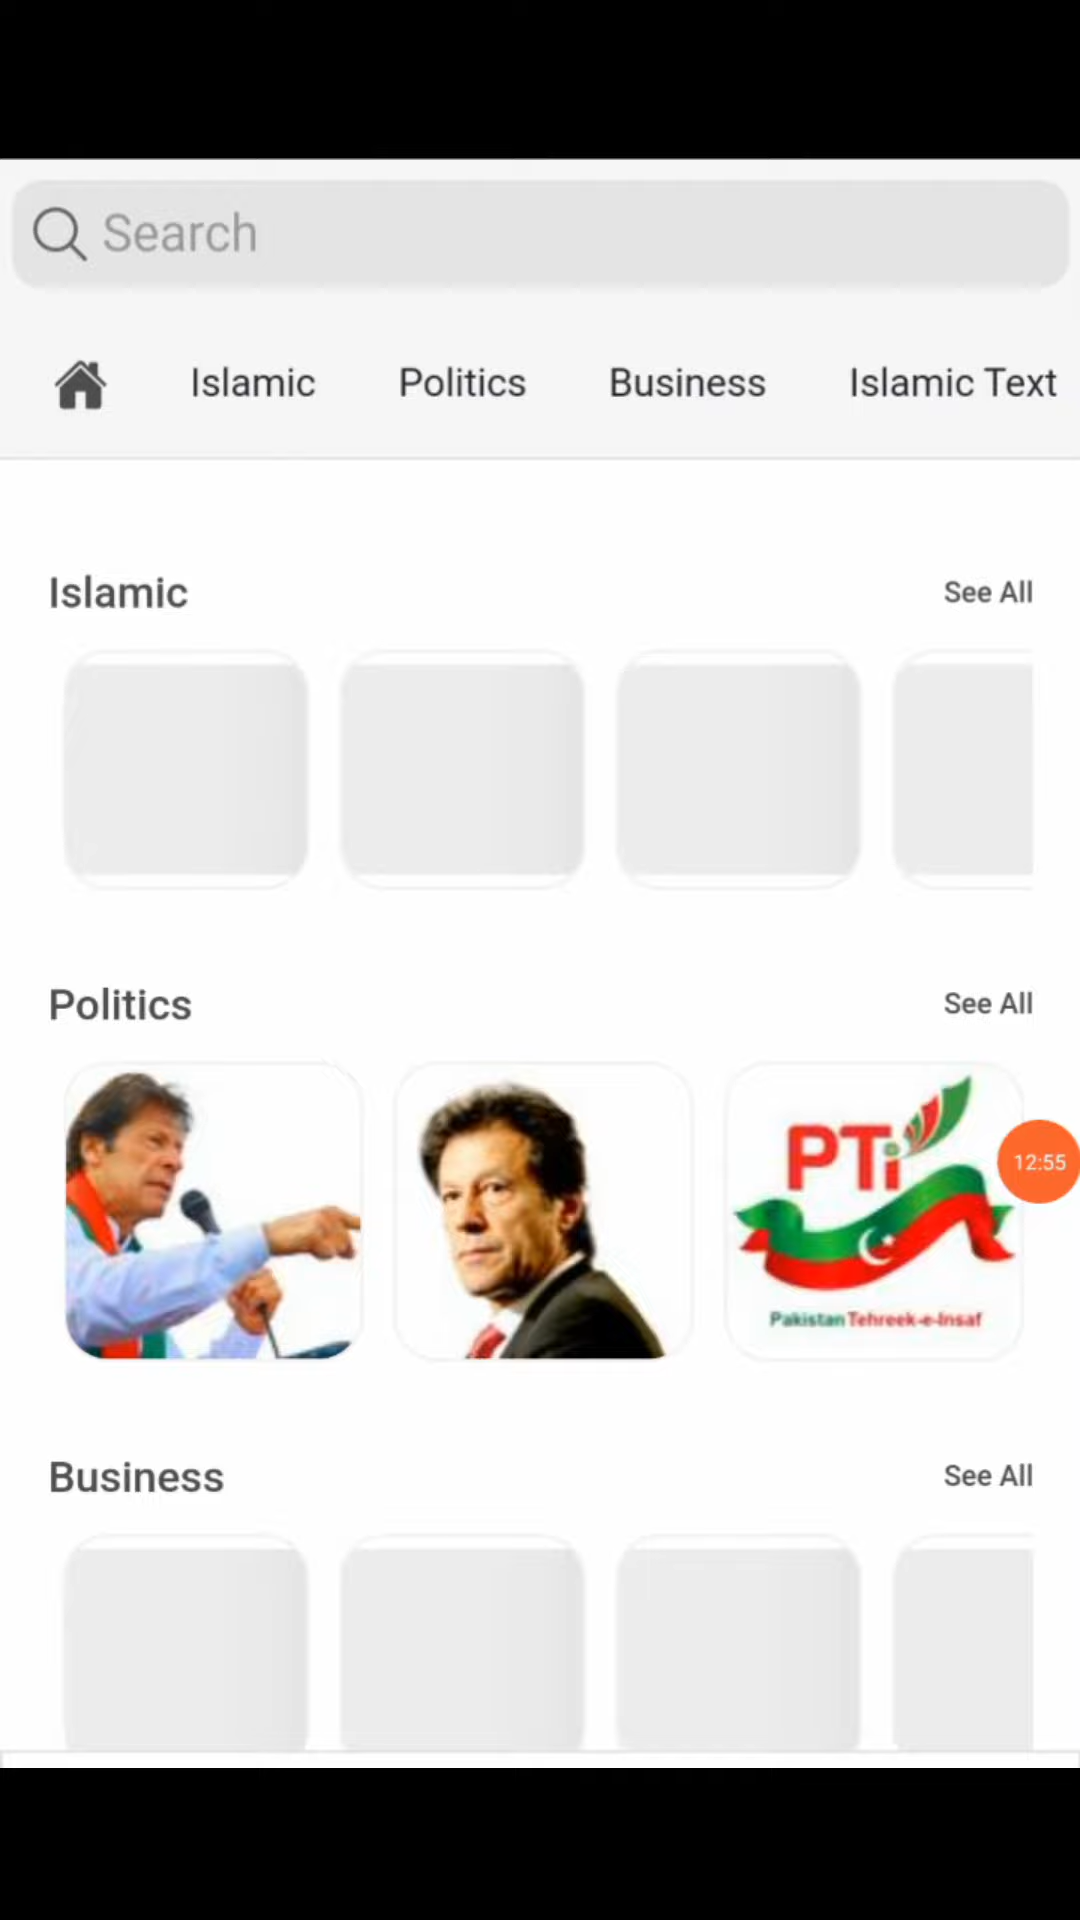 Search
Islamic Politics Business Islamic Text
Islamic See All
Politics See All
PTi
Pakistan Tehreek-e-Insaf
12:55
Business See All